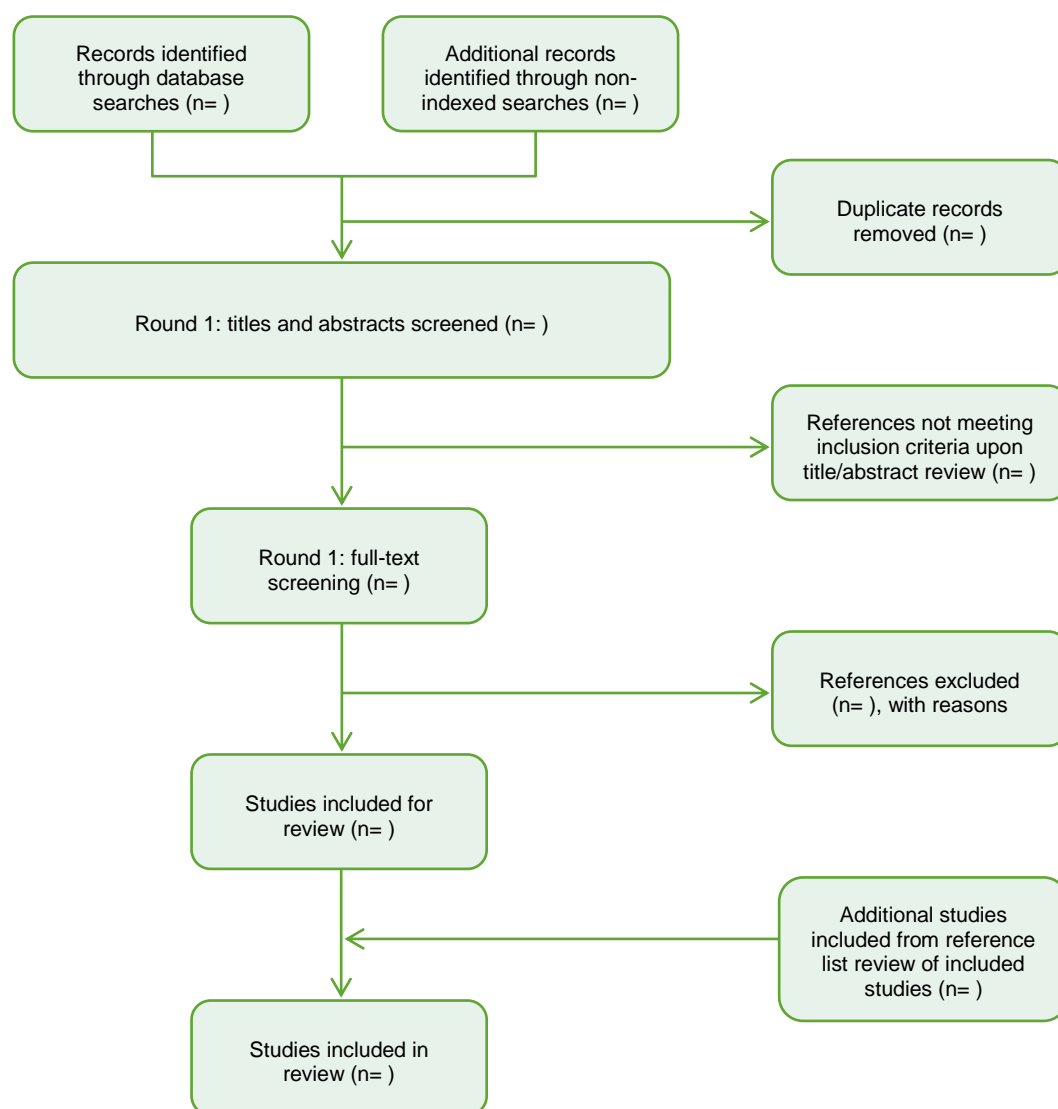 Records identified
through database
searches (n= )
Additional records
identified through non-
indexed searches (n= )
Duplicate records
removed (n= )
Round 1: titles and abstracts screened (n= )
References not meeting
inclusion criteria upon
title/abstract review (n= )
Round 1: full-text
screening (n= )
References excluded
(n= ), with reasons
Studies included for
review (n= )
Additional studies
included from reference
list review of included
studies (n= )
Studies included in
review (n= )